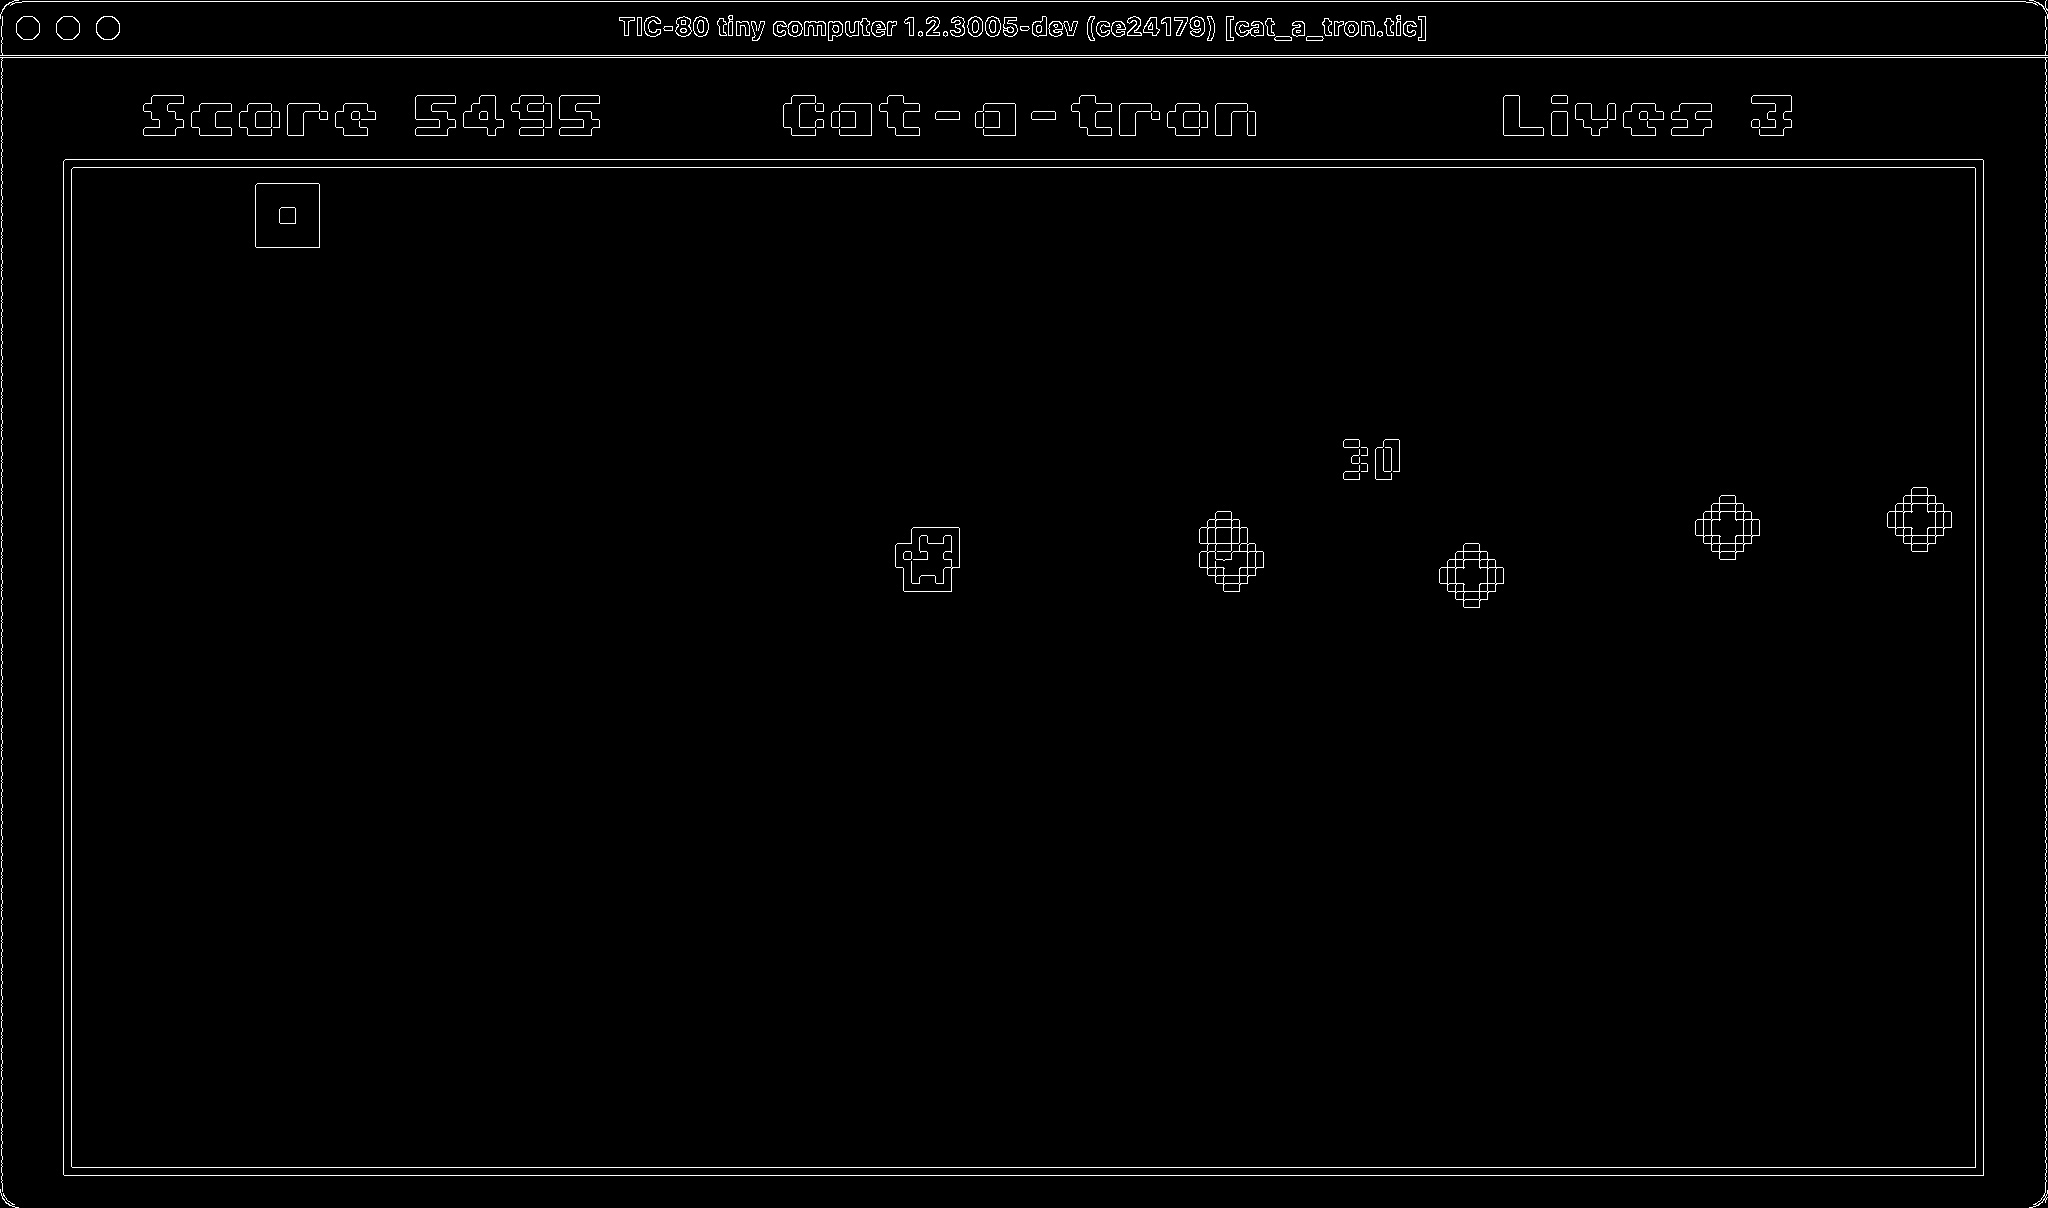 TIC-80 tiny computer 1.2.3005-dev (ce24179) [cat_a_tron.tic]
Score 5495 Cat-a-tron Lives 3
30